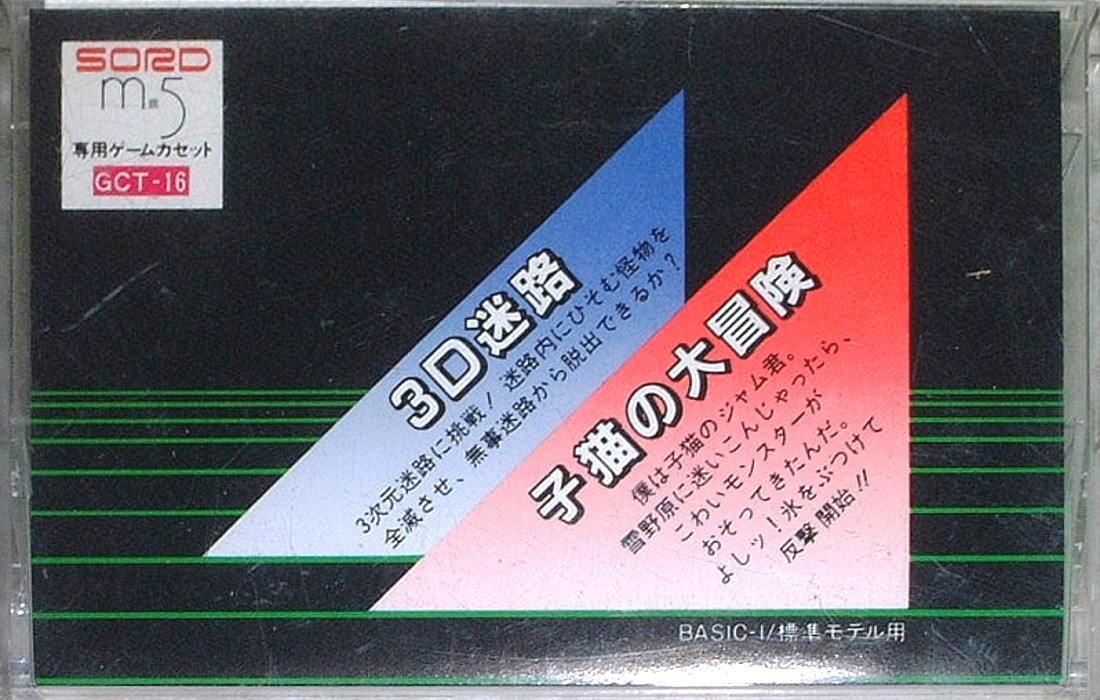 SORD
m5
専用ゲームカセット
GCT-16
3D迷路
3次元迷路に挑戦! 迷路内にひそむ怪物を
全滅させ、無事迷路から脱出できるか?
子猫の大冒険
僕は子猫のジャム君。
雪野原に迷いこんじゃったら、
こわいモンスターが
おそってきたんだ。
よしッ!氷をぶつけて
反撃開始!!
BASIC-I/標準モデル用